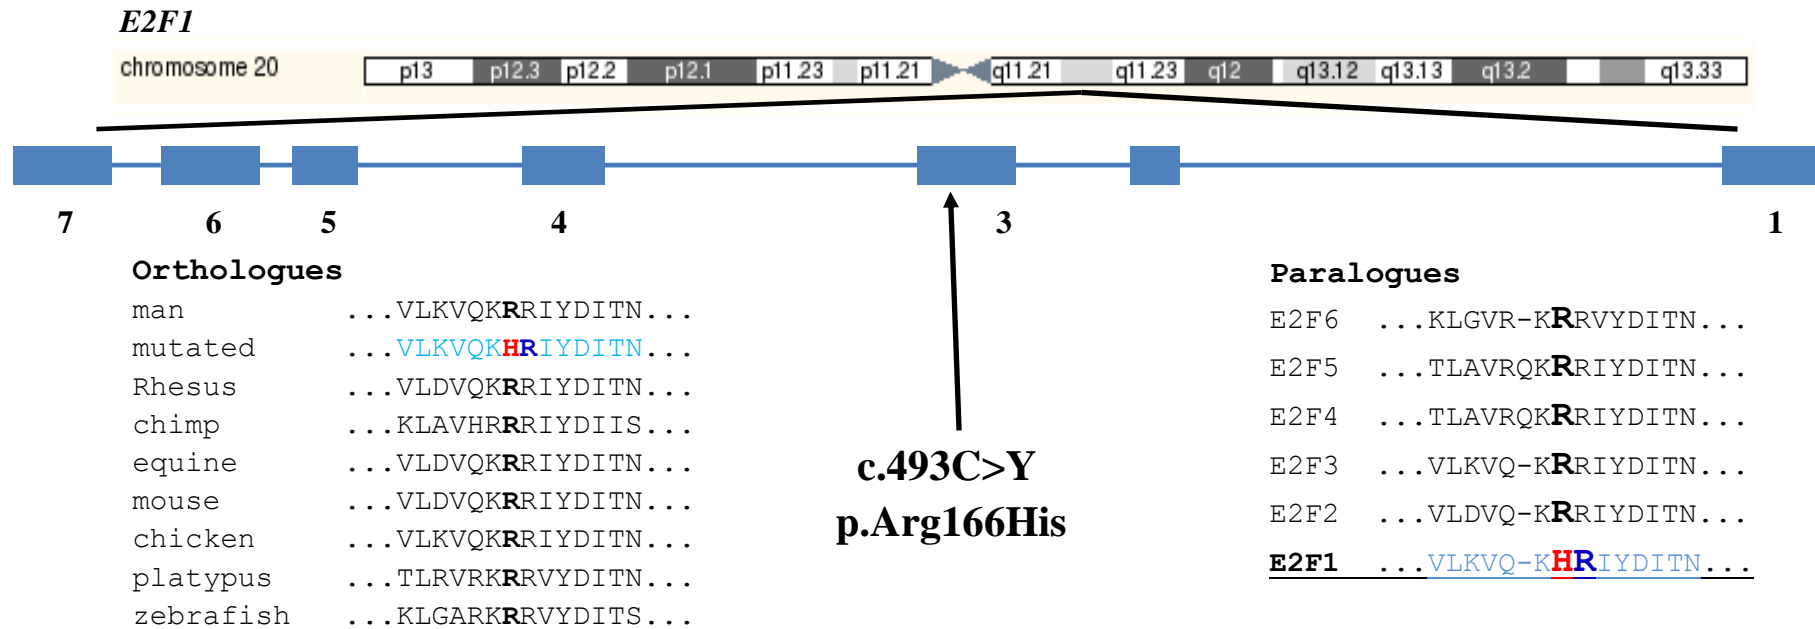 E2F1
chromosome 20 p13 p12.3 p12.2 p12.1 p11.23 p11.21 q11.21 q11.23 q12 q13.12 q13.13 q13.2 q13.33
7 6 5 4 3 1
Orthologues
man ...VLKVQKRRIYDITN...
mutated ...VLKVQKHRIYDITN...
Rhesus ...VLDVQKRRIYDITN...
chimp ...KLAVHRRRIYDIIS...
equine ...VLDVQKRRIYDITN...
mouse ...VLDVQKRRIYDITN...
chicken ...VLKVQKRRIYDITN...
platypus ...TLRVRKRRVYDITN...
zebrafish ...KLGARKRRVYDITS...
c.493C>Y
p.Arg166His
Paralogues
E2F6 ...KLGVR-KRRVYDITN...
E2F5 ...TLAVRQKRRIYDITN...
E2F4 ...TLAVRQKRRIYDITN...
E2F3 ...VLKVQ-KRRIYDITN...
E2F2 ...VLDVQ-KRRIYDITN...
E2F1 ...VLKVQ-KHRIYDITN...